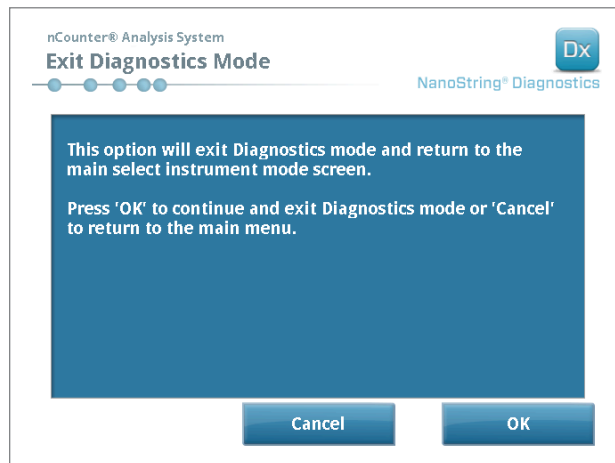 nCounter® Analysis System
Exit Diagnostics Mode
Dx
NanoString® Diagnostics
This option will exit Diagnostics mode and return to the
main select instrument mode screen.
Press 'OK' to continue and exit Diagnostics mode or 'Cancel'
to return to the main menu.
Cancel
OK